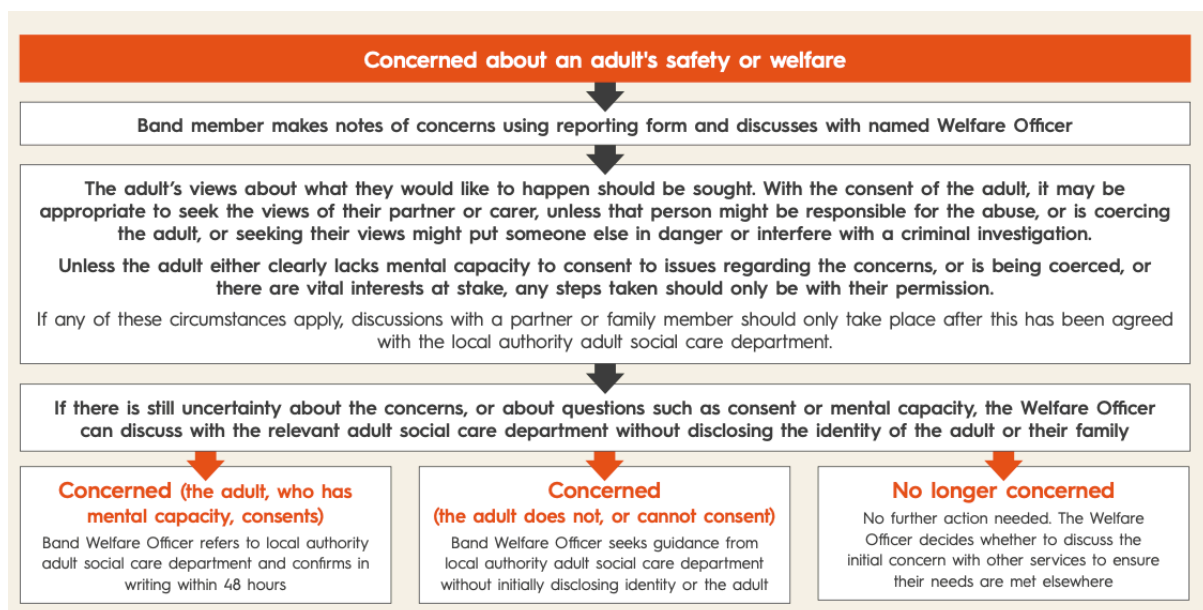 Concerned about an adult's safety or welfare
Band member makes notes of concerns using reporting form and discusses with named Welfare Officer
The adult’s views about what they would like to happen should be sought. With the consent of the adult, it may be
appropriate to seek the views of their partner or carer, unless that person might be responsible for the abuse, or is coercing
the adult, or seeking their views might put someone else in danger or interfere with a criminal investigation.
Unless the adult either clearly lacks mental capacity to consent to issues regarding the concerns, or is being coerced, or
there are vital interests at stake, any steps taken should only be with their permission.
If any of these circumstances apply, discussions with a partner or family member should only take place after this has been agreed
with the local authority adult social care department.
If there is still uncertainty about the concerns, or about questions such as consent or mental capacity, the Welfare Officer
can discuss with the relevant adult social care department without disclosing the identity of the adult or their family
Concerned (the adult, who has
mental capacity, consents)
Band Welfare Officer refers to local authority
adult social care department and confirms in
writing within 48 hours
Concerned
(the adult does not, or cannot consent)
Band Welfare Officer seeks guidance from
local authority adult social care department
without initially disclosing identity or the adult
No longer concerned
No further action needed. The Welfare
Officer decides whether to discuss the
initial concern with other services to ensure
their needs are met elsewhere